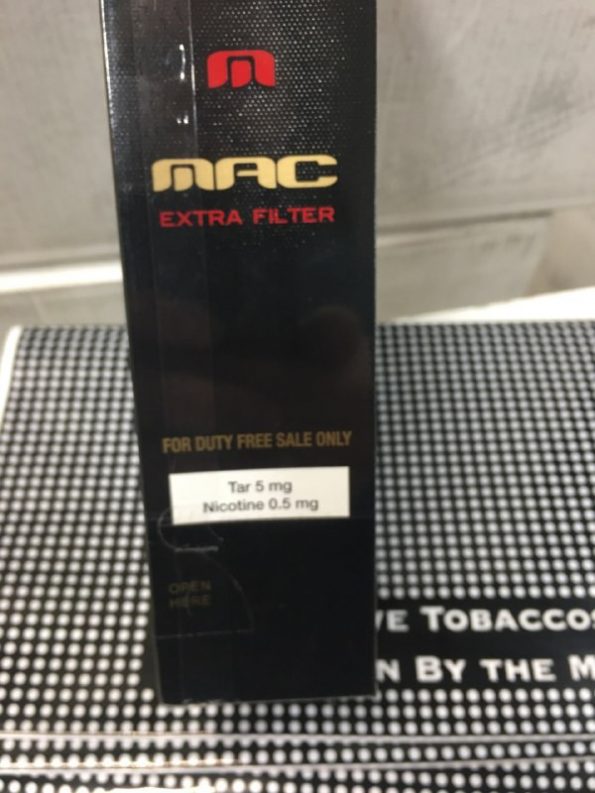 MAC
EXTRA FILTER
FOR DUTY FREE SALE ONLY
Tar 5 mg
Nicotine 0.5 mg
OPEN
HERE
VE TOBACCOS
N BY THE M